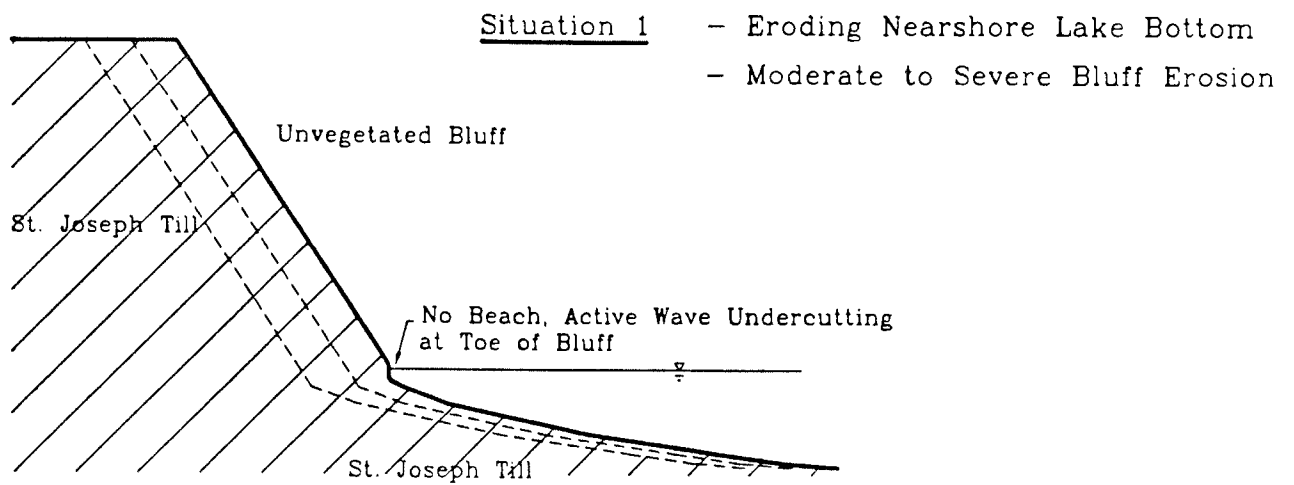 Situation 1 - Eroding Nearshore Lake Bottom
- Moderate to Severe Bluff Erosion
Unvegetated Bluff
St. Joseph Till
No Beach, Active Wave Undercutting
at Toe of Bluff
St. Joseph Till